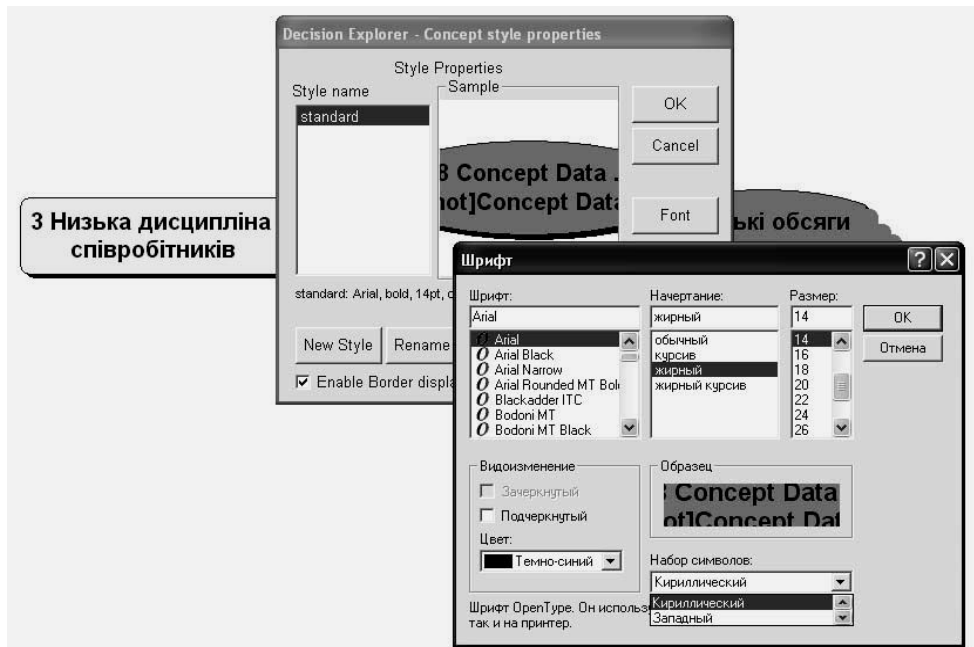 Decision Explorer - Concept style properties
Style Properties
Style name
Sample
standard
OK
Cancel
Font
8 Concept Data .
not]Concept Data
3 Низька дисципліна
співробітників
ькі обсяги
standard: Arial, bold, 14pt, c
New Style
Rename
Enable Border displa
Шрифт
Шрифт:
Начертание:
Размер:
Arial
жирный
14
OK
Отмена
Arial
Arial Black
Arial Narrow
Arial Rounded MT Bol
Blackadder ITC
Bodoni MT
Bodoni MT Black
обычный
курсив
жирный
жирный курсив
14
16
18
20
22
24
26
Видоизменение
Зачеркнутый
Подчеркнутый
Цвет:
Темно-синий
Образец
Concept Data
ot]Concept Dat
Набор символов:
Кириллический
Кириллический
Западный
Шрифт OpenType. Он использ
так и на принтер.